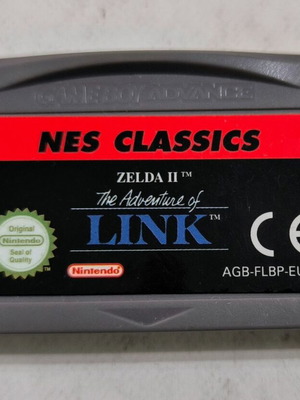 GAME BOY ADVANCE
NES CLASSICS
ZELDA II™
The Adventure of
LINK™
Original
Nintendo
Seal of
Quality
Nintendo
CE
AGB-FLBP-EU